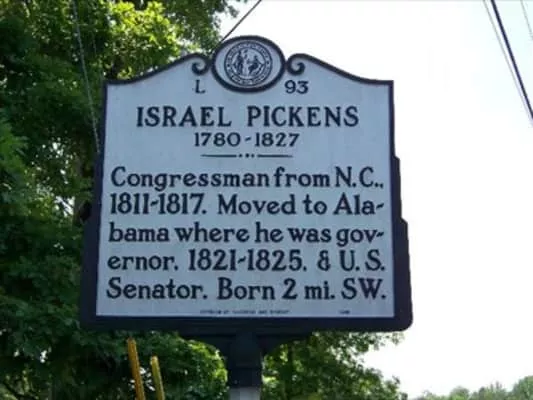 L 93
ISRAEL PICKENS
1780-1827
Congressman from N.C.,
1811-1817. Moved to Ala-
bama where he was gov-
ernor, 1821-1825, & U.S.
Senator. Born 2 mi. SW.